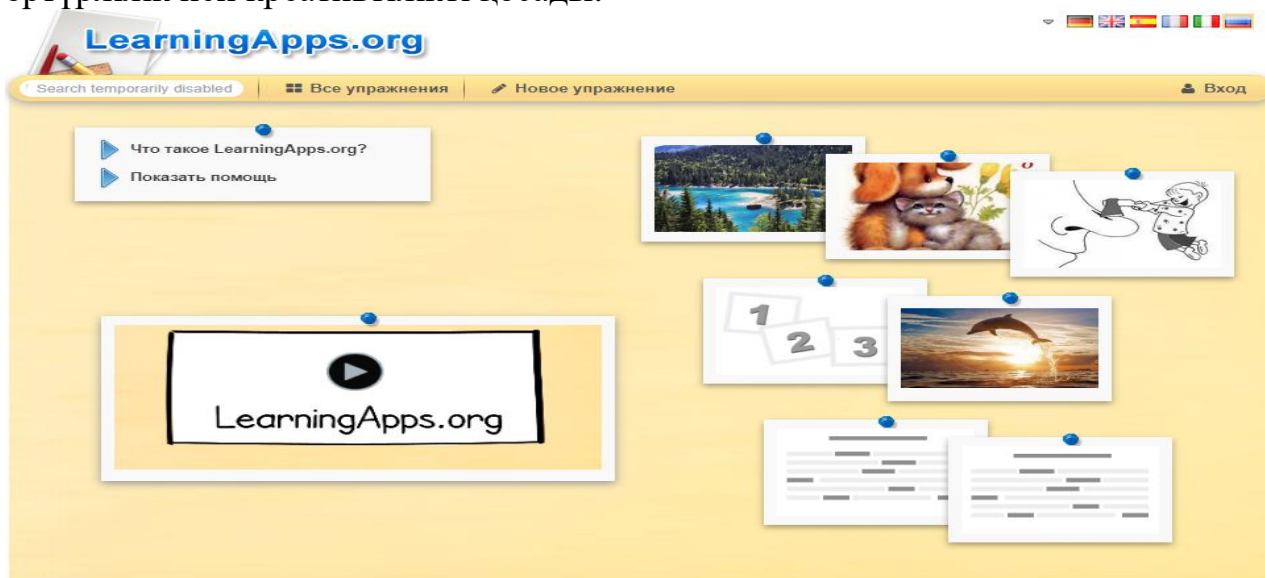 LearningApps.org
Search temporarily disabled
Все упражнения
Новое упражнение
Вход
Что такое LearningApps.org?
Показать помощь
1
2
3
LearningApps.org